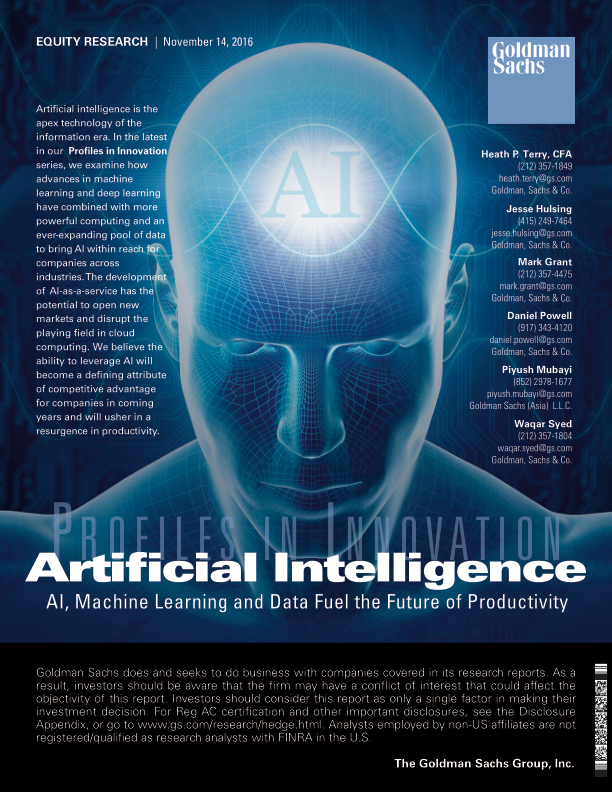 EQUITY RESEARCH | November 14, 2016
Goldman
Sachs
Artificial intelligence is the
apex technology of the
information era. In the latest
in our Profiles in Innovation
series, we examine how
advances in machine
learning and deep learning
have combined with more
powerful computing and an
ever-expanding pool of data
to bring AI within reach for
companies across
industries. The development
of AI-as-a-service has the
potential to open new
markets and disrupt the
playing field in cloud
computing. We believe the
ability to leverage AI will
become a defining attribute
of competitive advantage
for companies in coming
years and will usher in a
resurgence in productivity.
AI
Heath P. Terry, CFA
(212) 357-1849
heath.terry@gs.com
Goldman, Sachs & Co.
Jesse Hulsing
(415) 249-7464
jesse.hulsing@gs.com
Goldman, Sachs & Co.
Mark Grant
(212) 357-4475
mark.grant@gs.com
Goldman, Sachs & Co.
Daniel Powell
(917) 343-4120
daniel.powell@gs.com
Goldman, Sachs & Co.
Piyush Mubayi
(852) 2978-1677
piyush.mubayi@gs.com
Goldman Sachs (Asia) L.L.C.
Waqar Syed
(212) 357-1804
waqar.syed@gs.com
Goldman, Sachs & Co.
PROFILES IN INNOVATION
Artificial Intelligence
AI, Machine Learning and Data Fuel the Future of Productivity
Goldman Sachs does and seeks to do business with companies covered in its research reports. As a
result, investors should be aware that the firm may have a conflict of interest that could affect the
objectivity of this report. Investors should consider this report as only a single factor in making their
investment decision. For Reg AC certification and other important disclosures, see the Disclosure
Appendix, or go to www.gs.com/research/hedge.html. Analysts employed by non-US affiliates are not
registered/qualified as research analysts with FINRA in the U.S.
The Goldman Sachs Group, Inc.